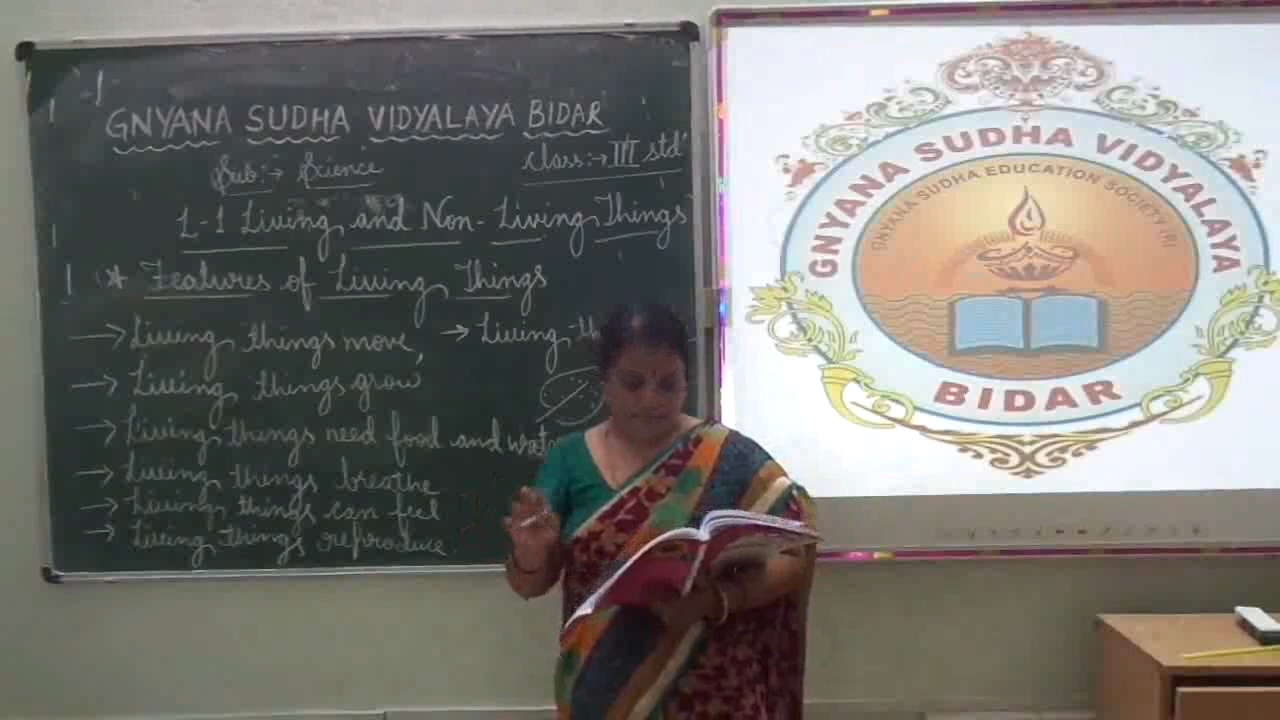 GNYANA SUDHA VIDYALAYA BIDAR
Sub:→ Science
Class:→ III std'
L-1 Living and Non-Living Things
* Features of Living Things
→ Living things move,
→ Living
→ Living things grow
→ Living things need food and
→ Living things breathe
→ Living things can feel
→ Living things reproduce
GNYANA SUDHA VIDYALAYA
GNYANA SUDHA EDUCATION SOCIETY (R)
BIDAR